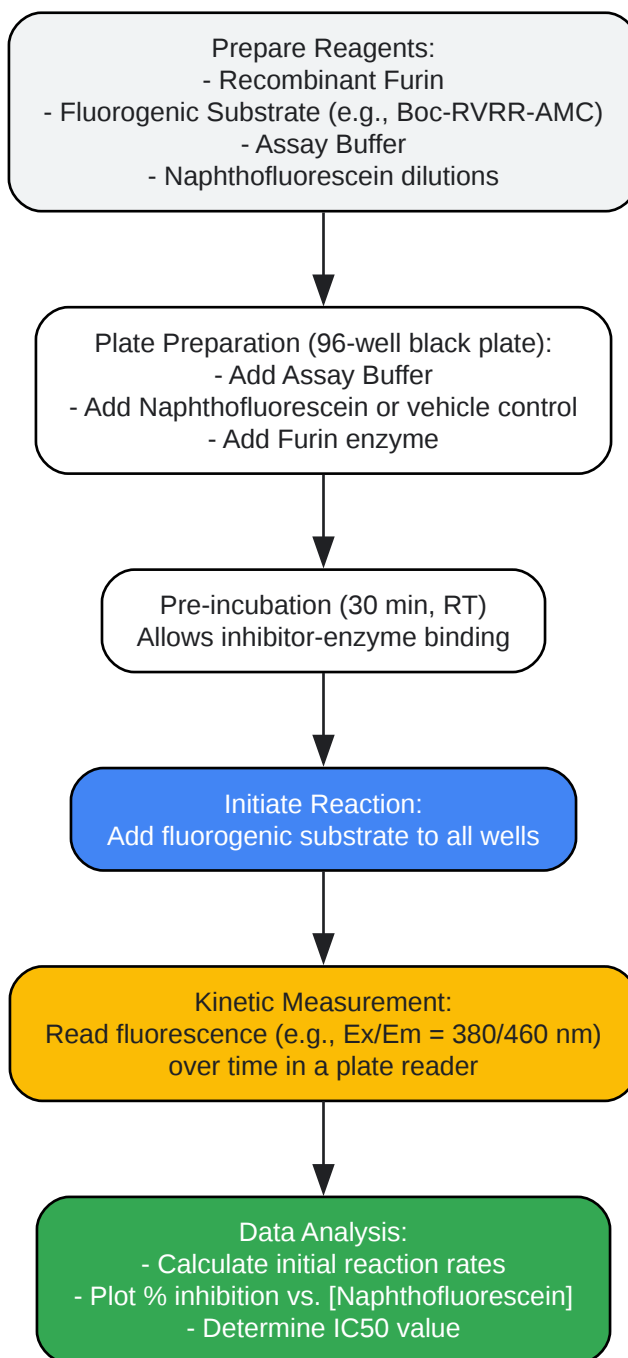 Prepare Reagents:
- Recombinant Furin
- Fluorogenic Substrate (e.g., Boc-RVRR-AMC)
- Assay Buffer
- Naphthofluorescein dilutions
Plate Preparation (96-well black plate):
- Add Assay Buffer
- Add Naphthofluorescein or vehicle control
- Add Furin enzyme
Pre-incubation (30 min, RT)
Allows inhibitor-enzyme binding
Initiate Reaction:
Add fluorogenic substrate to all wells
Kinetic Measurement:
Read fluorescence (e.g., Ex/Em = 380/460 nm)
over time in a plate reader
Data Analysis:
- Calculate initial reaction rates
- Plot % inhibition vs. [Naphthofluorescein]
- Determine IC50 value